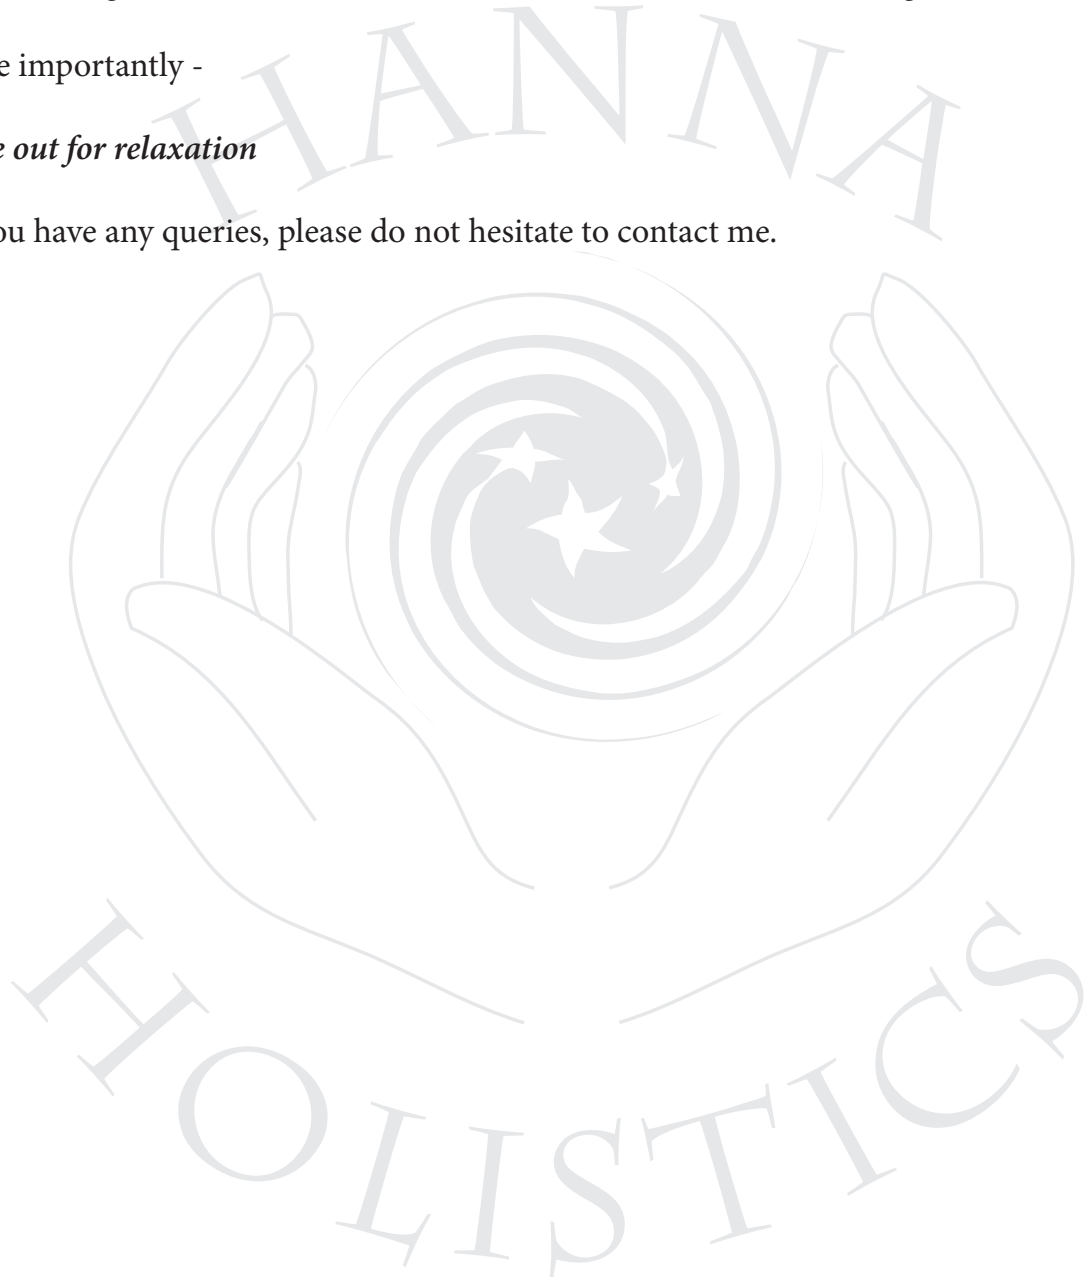 HANNA
e importantly -
e out for relaxation
ou have any queries, please do not hesitate to contact me.
HOLISTICS